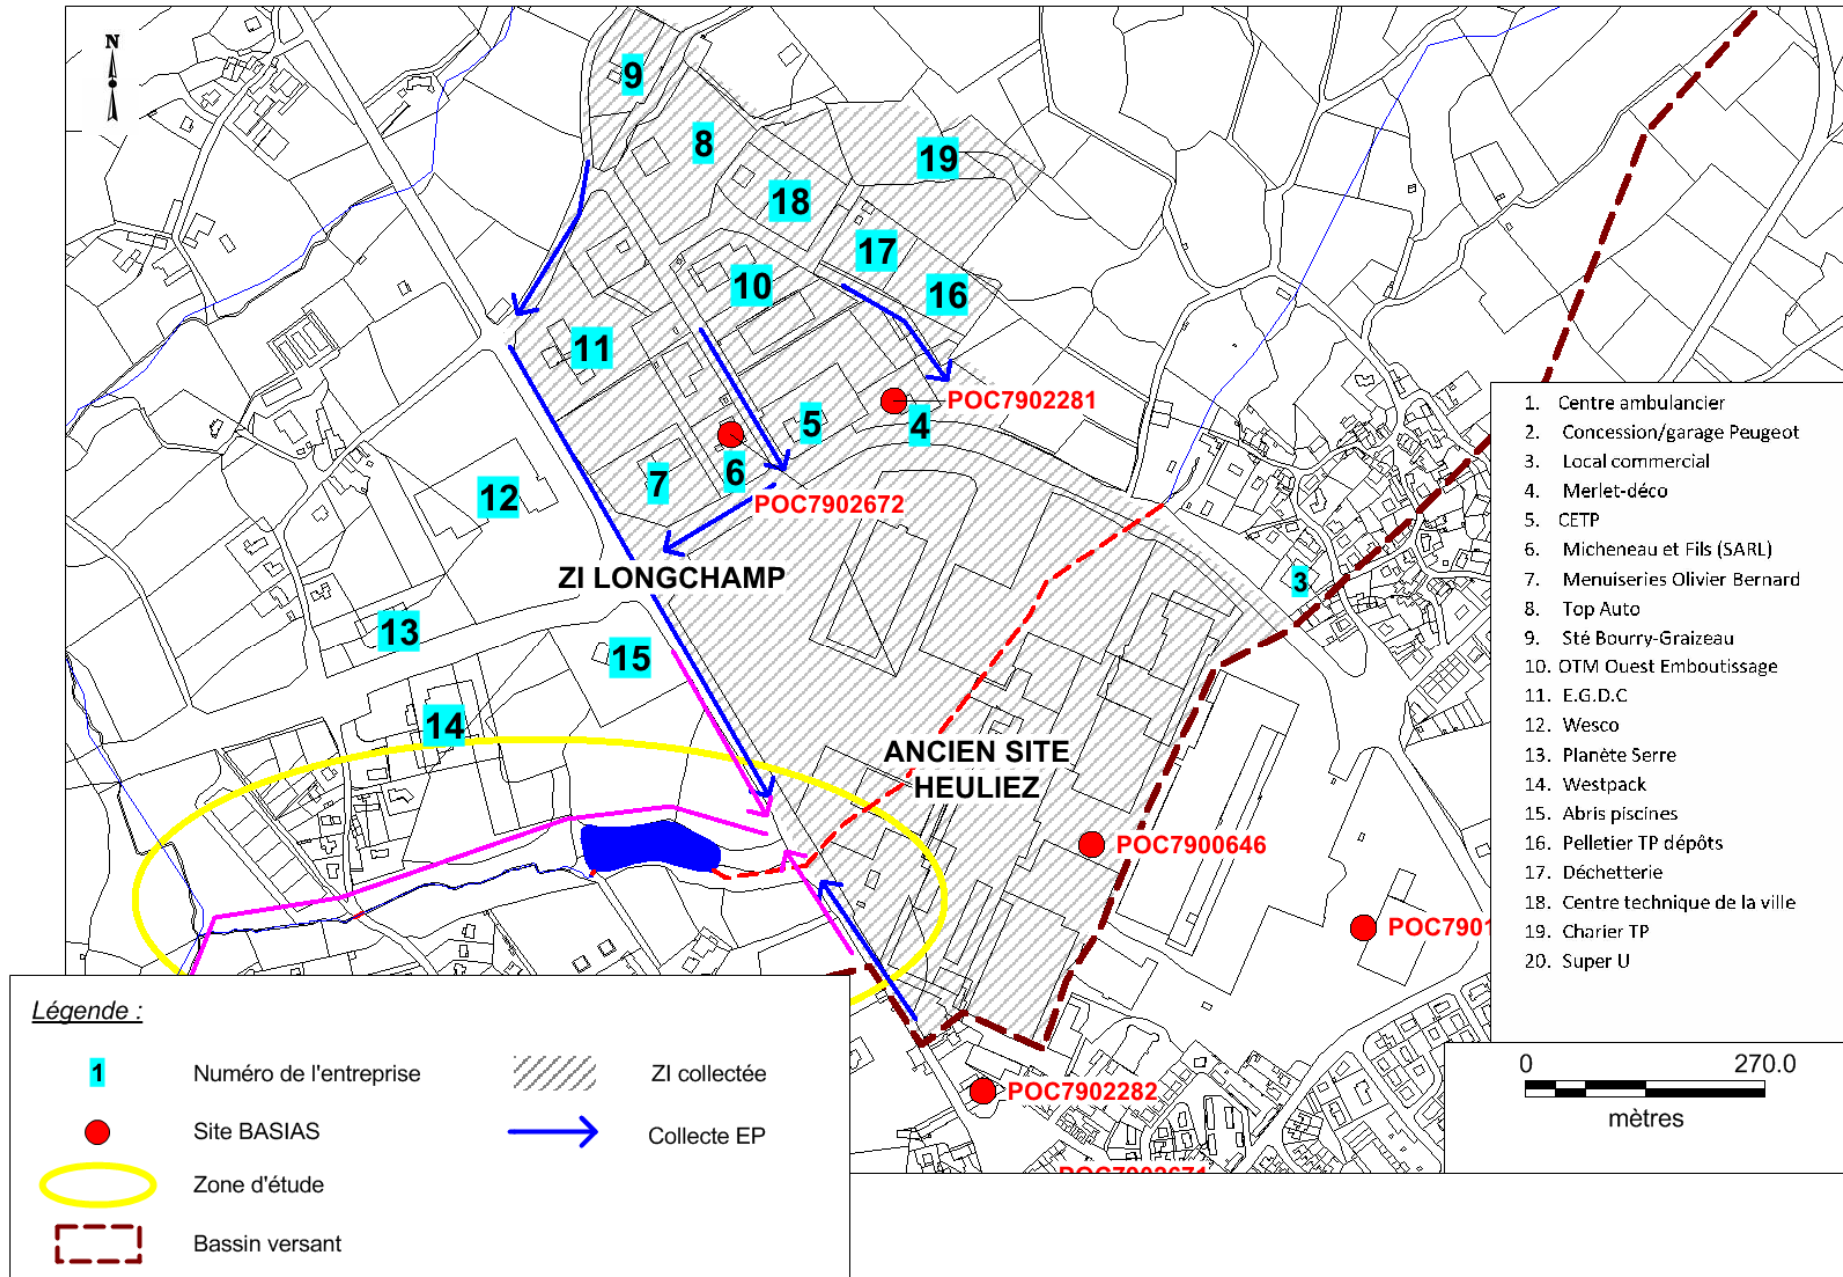 N
9
8
19
18
17
10
16
11
POC7902281
5
4
6
7
12
POC7902672
ZI LONGCHAMP
3
13
15
14
ANCIEN SITE
HEULIEZ
POC7900646
POC7901
POC7902282
POC7902671
1. Centre ambulancier
2. Concession/garage Peugeot
3. Local commercial
4. Merlet-déco
5. CETP
6. Micheneau et Fils (SARL)
7. Menuiseries Olivier Bernard
8. Top Auto
9. Sté Bourry-Graizeau
10. OTM Ouest Emboutissage
11. E.G.D.C
12. Wesco
13. Planète Serre
14. Westpack
15. Abris piscines
16. Pelletier TP dépôts
17. Déchetterie
18. Centre technique de la ville
19. Charier TP
20. Super U
0 270.0
mètres
Légende :
1 Numéro de l'entreprise
ZI collectée
Site BASIAS
Collecte EP
Zone d'étude
Bassin versant